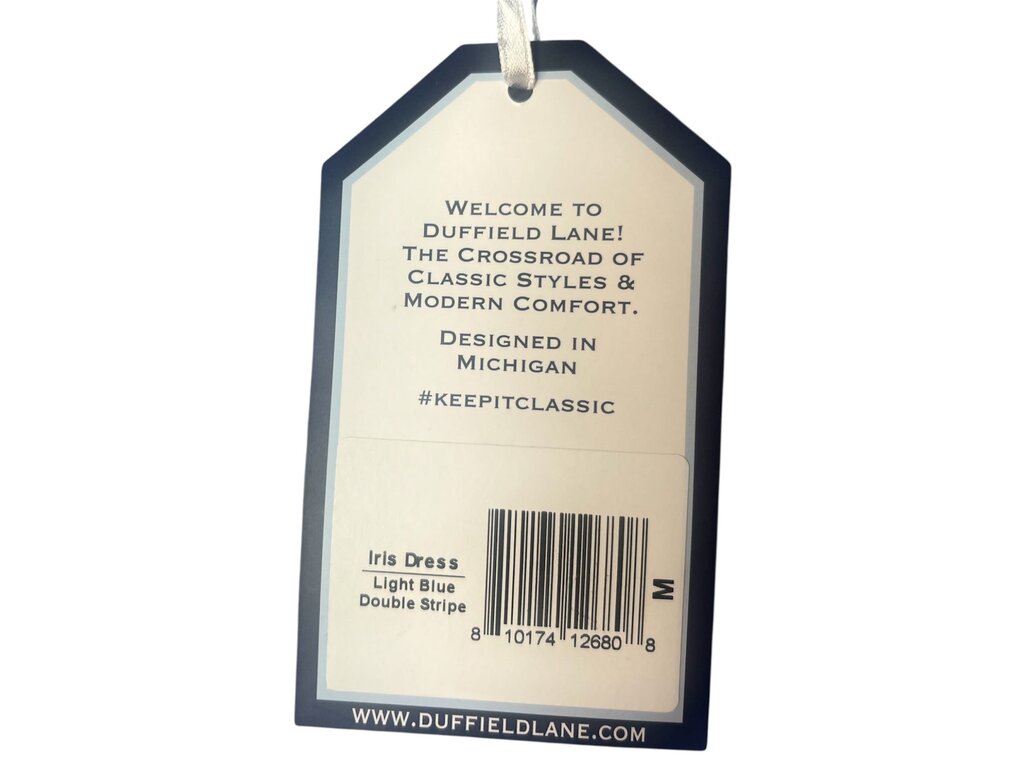 WELCOME TO
DUFFIELD LANE!
THE CROSSROAD OF
CLASSIC STYLES &
MODERN COMFORT.
DESIGNED IN
MICHIGAN
#KEEPITCLASSIC
Iris Dress
Light Blue
Double Stripe
M
8 10174 12680 8
WWW.DUFFIELDLANE.COM